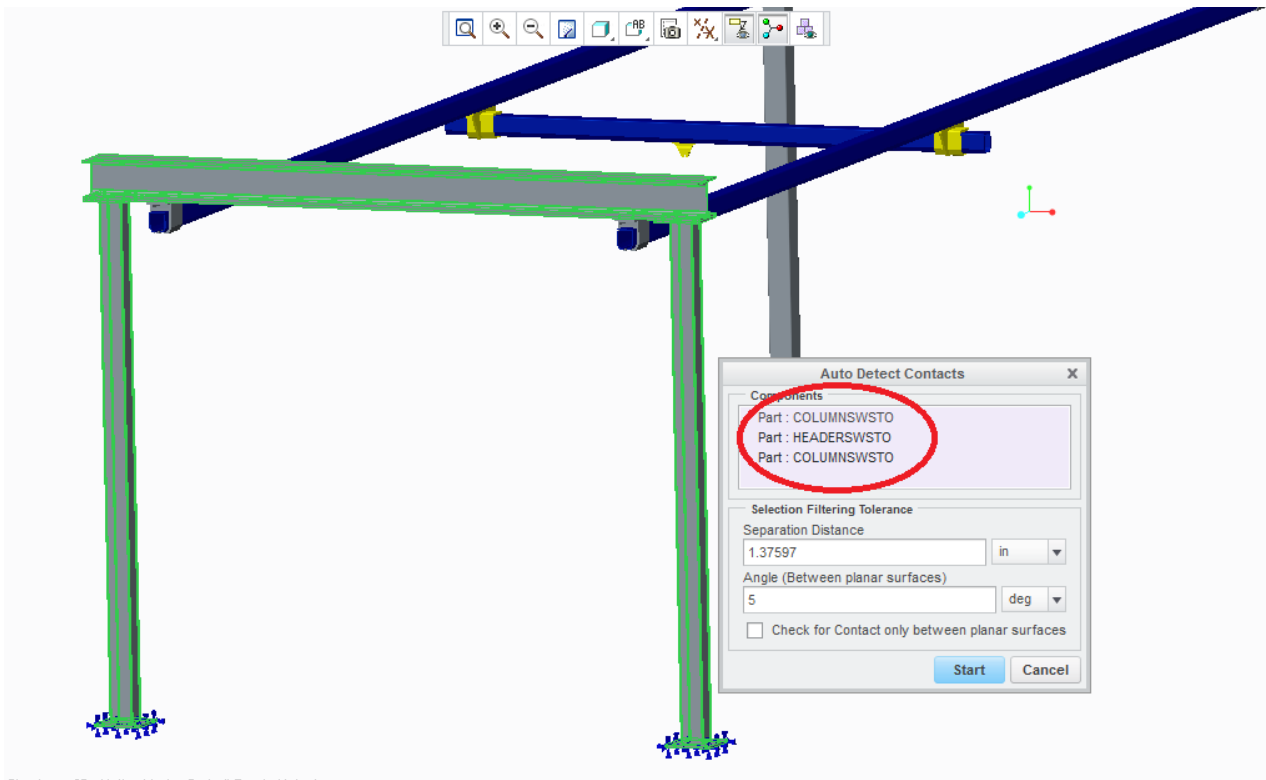 AB
Auto Detect Contacts X
Components
Part : COLUMNSWSTO
Part : HEADERSWSTO
Part : COLUMNSWSTO
Selection Filtering Tolerance
Separation Distance
1.37597 in
Angle (Between planar surfaces)
5 deg
Check for Contact only between planar surfaces
Start Cancel